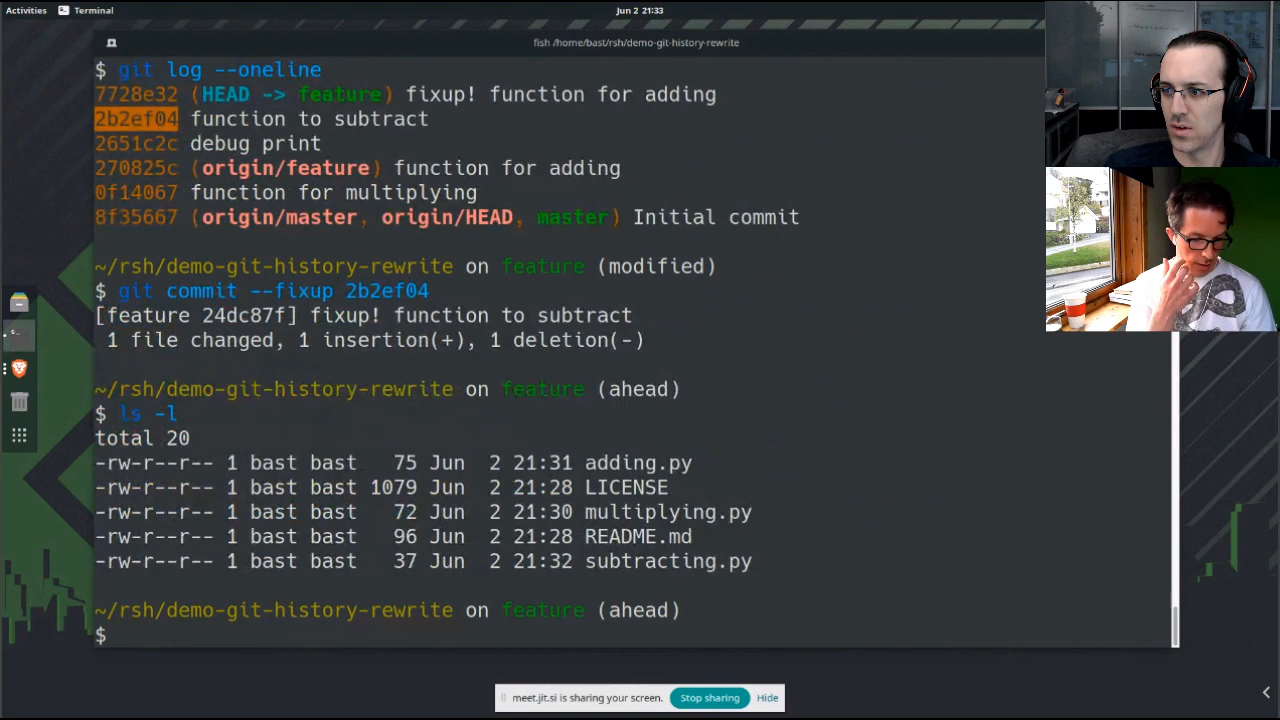 Activities Terminal Jun 2 21:33
fish /home/bast/rsh/demo-git-history-rewrite
$ git log --oneline
7728e32 (HEAD -> feature) fixup! function for adding
2b2ef04 function to subtract
2651c2c debug print
270825c (origin/feature) function for adding
0f14067 function for multiplying
8f35667 (origin/master, origin/HEAD, master) Initial commit
~/rsh/demo-git-history-rewrite on feature (modified)
$ git commit --fixup 2b2ef04
[feature 24dc87f] fixup! function to subtract
1 file changed, 1 insertion(+), 1 deletion(-)
~/rsh/demo-git-history-rewrite on feature (ahead)
$ ls -l
total 20
-rw-r--r-- 1 bast bast 75 Jun 2 21:31 adding.py
-rw-r--r-- 1 bast bast 1079 Jun 2 21:28 LICENSE
-rw-r--r-- 1 bast bast 72 Jun 2 21:30 multiplying.py
-rw-r--r-- 1 bast bast 96 Jun 2 21:28 README.md
-rw-r--r-- 1 bast bast 37 Jun 2 21:32 subtracting.py
~/rsh/demo-git-history-rewrite on feature (ahead)
$
meet.jit.si is sharing your screen. Stop sharing Hide